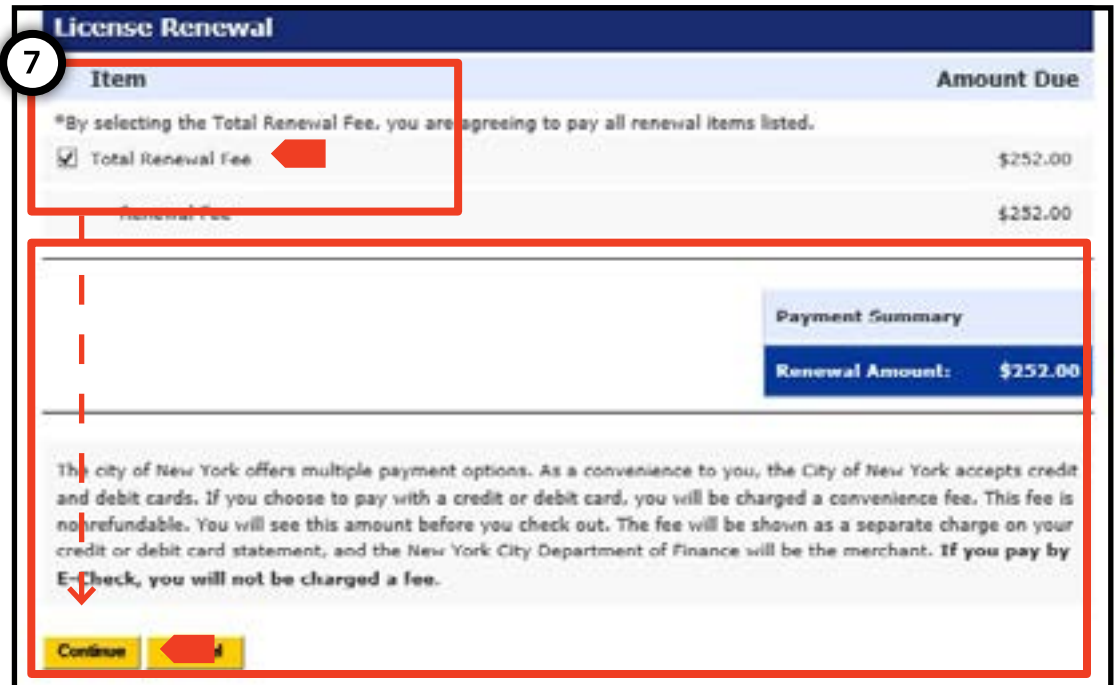 License Renewal
7
Item Amount Due
*By selecting the Total Renewal Fee, you are agreeing to pay all renewal items listed.
Total Renewal Fee $252.00
Renewal Fee $252.00
Payment Summary
Renewal Amount: $252.00
The city of New York offers multiple payment options. As a convenience to you, the City of New York accepts credit
and debit cards. If you choose to pay with a credit or debit card, you will be charged a convenience fee. This fee is
nonrefundable. You will see this amount before you check out. The fee will be shown as a separate charge on your
credit or debit card statement, and the New York City Department of Finance will be the merchant. If you pay by
E-Check, you will not be charged a fee.
Continue